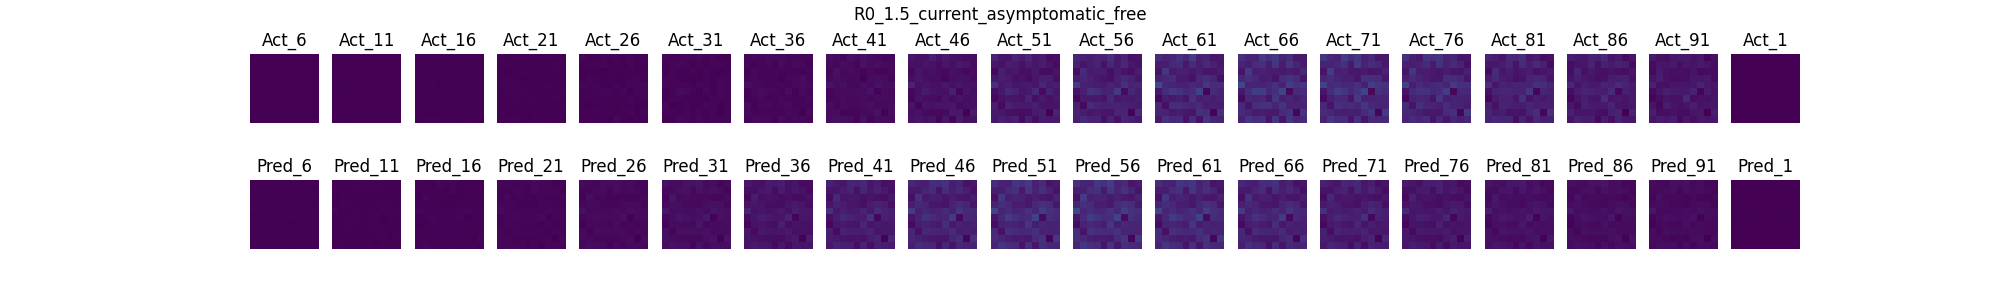 R0_1.5_current_asymptomatic_free
Act_6 Act_11 Act_16 Act_21 Act_26 Act_31 Act_36 Act_41 Act_46 Act_51 Act_56 Act_61 Act_66 Act_71 Act_76 Act_81 Act_86 Act_91 Act_1
Pred_6 Pred_11 Pred_16 Pred_21 Pred_26 Pred_31 Pred_36 Pred_41 Pred_46 Pred_51 Pred_56 Pred_61 Pred_66 Pred_71 Pred_76 Pred_81 Pred_86 Pred_91 Pred_1